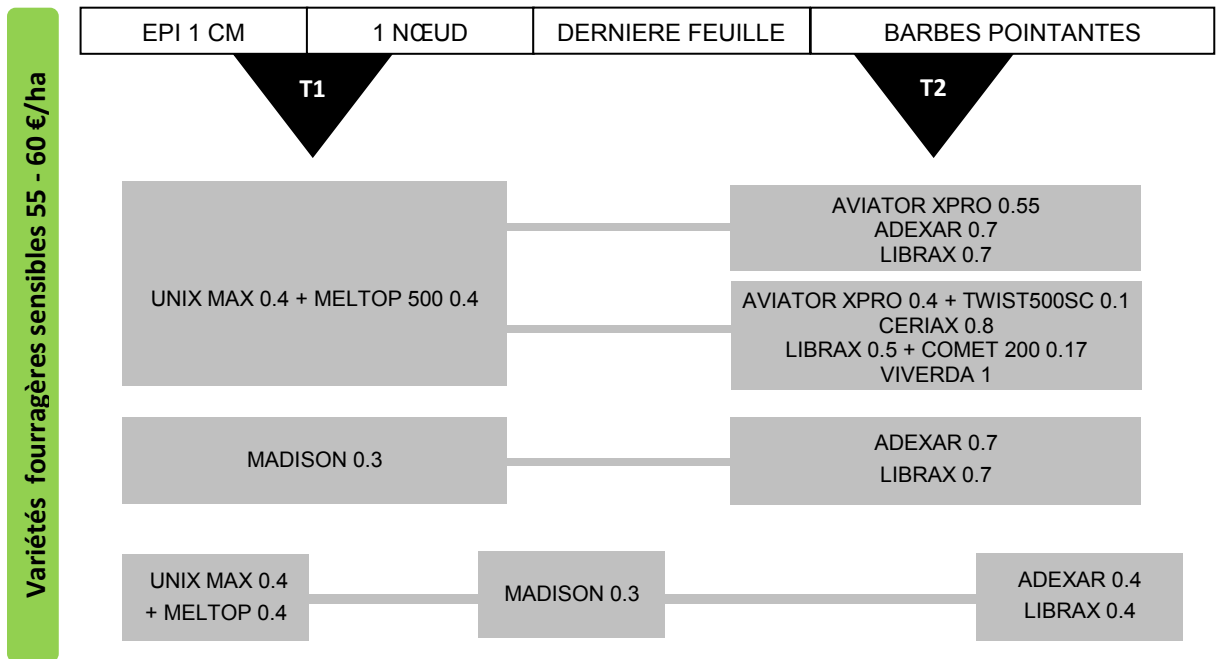 Variétés fourragères sensibles 55 - 60 €/ha
EPI 1 CM
1 NŒUD
DERNIERE FEUILLE
BARBES POINTANTES
T1
T2
UNIX MAX 0.4 + MELTOP 500 0.4
AVIATOR XPRO 0.55
ADEXAR 0.7
LIBRAX 0.7
AVIATOR XPRO 0.4 + TWIST500SC 0.1
CERIAX 0.8
LIBRAX 0.5 + COMET 200 0.17
VIVERDA 1
MADISON 0.3
ADEXAR 0.7
LIBRAX 0.7
UNIX MAX 0.4
+ MELTOP 0.4
MADISON 0.3
ADEXAR 0.4
LIBRAX 0.4